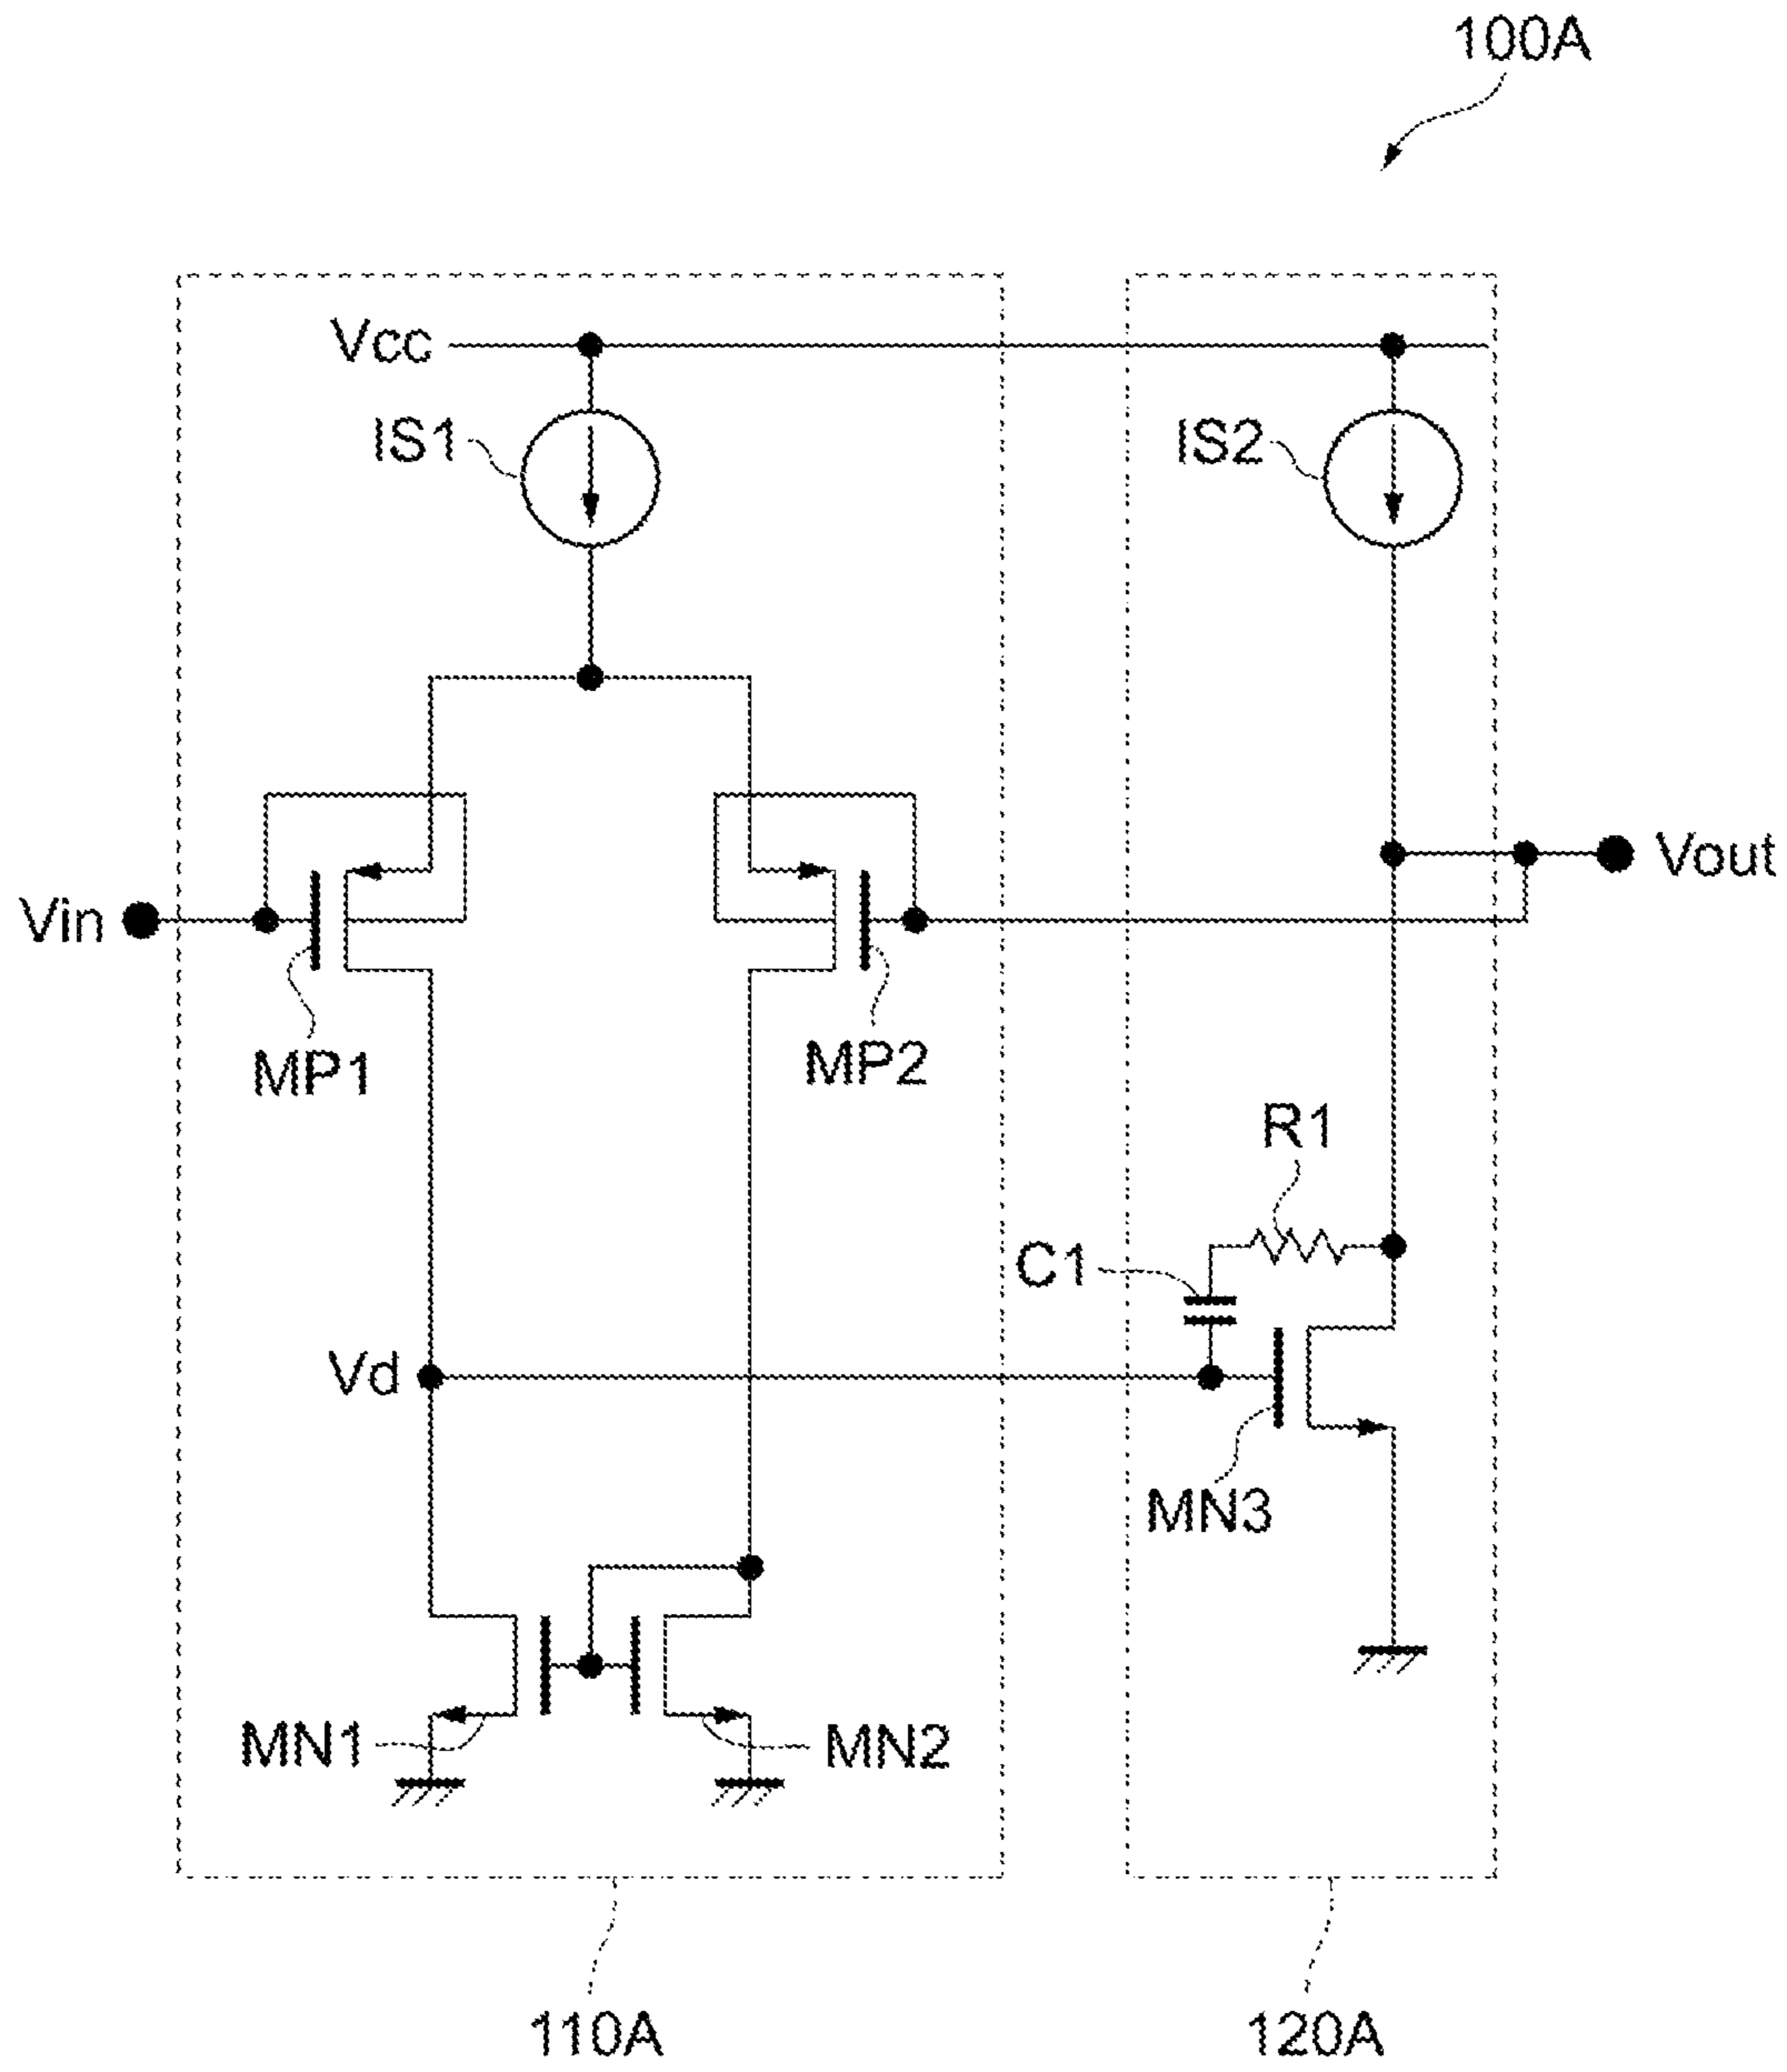 100A
Vcc
IS1
IS2
Vin
Vout
MP1
MP2
R1
C1
Vd
MN3
MN1
MN2
110A
120A